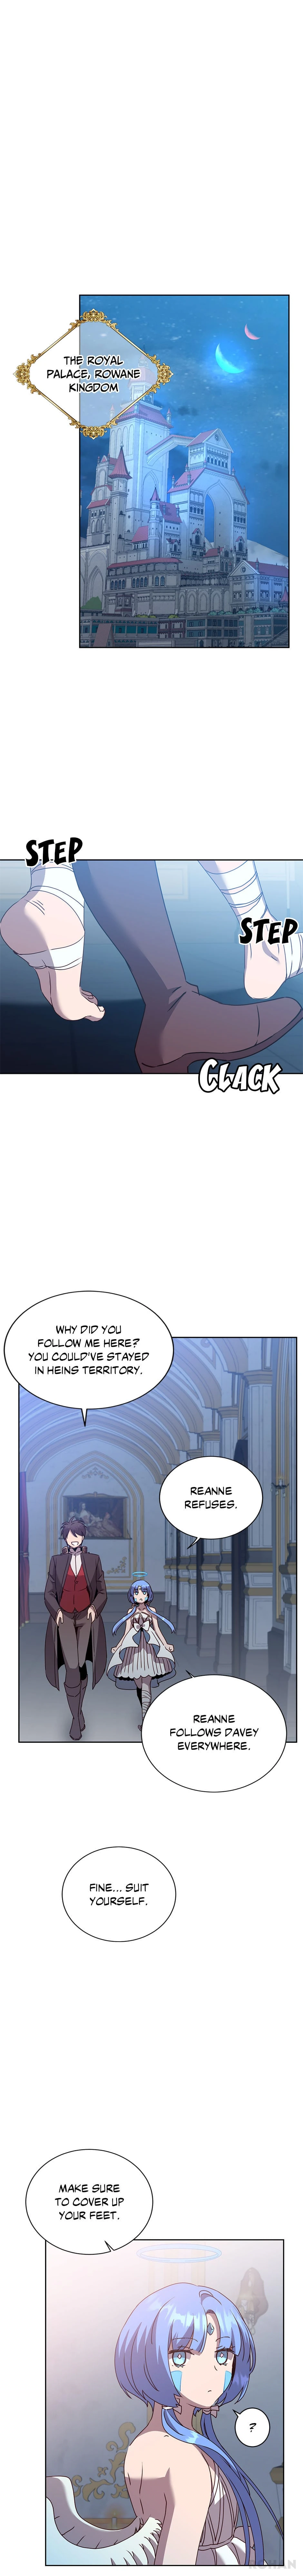 THE ROYAL
PALACE, ROWANE
KINGDOM
STEP
STEP
CLACK
WHY DID YOU
FOLLOW ME HERE?
YOU COULD'VE STAYED
IN HEINS TERRITORY.
REANNE
REFUSES.
REANNE
FOLLOWS DAVEY
EVERYWHERE.
FINE... SUIT
YOURSELF.
MAKE SURE
TO COVER UP
YOUR FEET.
?